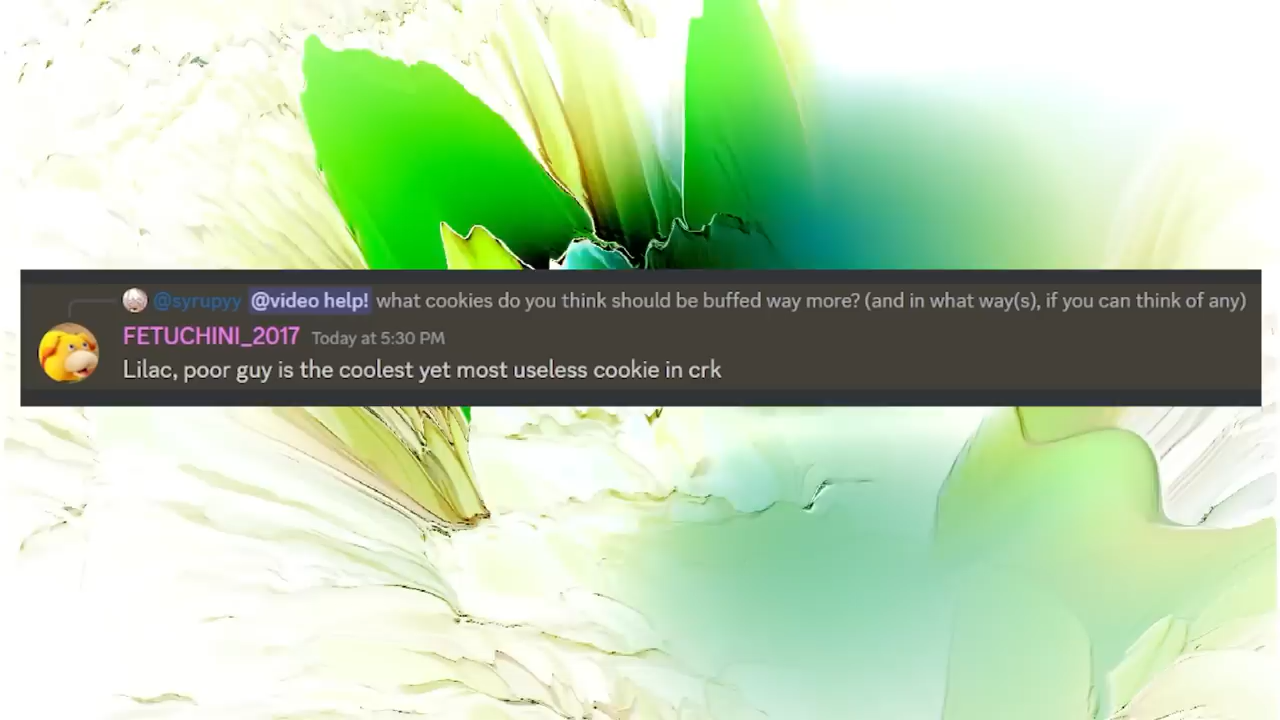 @syrupyy @video help! what cookies do you think should be buffed way more? (and in what way(s), if you can think of any)
FETUCHINI_2017 Today at 5:30 PM
Lilac, poor guy is the coolest yet most useless cookie in crk